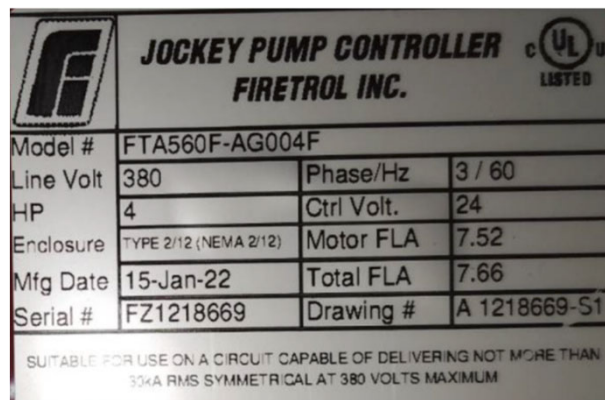 JOCKEY PUMP CONTROLLER
FIRETROL INC.
C UL US
LISTED
Model # FTA560F-AG004F
Line Volt 380 Phase/Hz 3 / 60
HP 4 Ctrl Volt. 24
Enclosure TYPE 2/12 (NEMA 2/12) Motor FLA 7.52
Mfg Date 15-Jan-22 Total FLA 7.66
Serial # FZ1218669 Drawing # A 1218669-S1
SUITABLE FOR USE ON A CIRCUIT CAPABLE OF DELIVERING NOT MORE THAN
30kA RMS SYMMETRICAL AT 380 VOLTS MAXIMUM